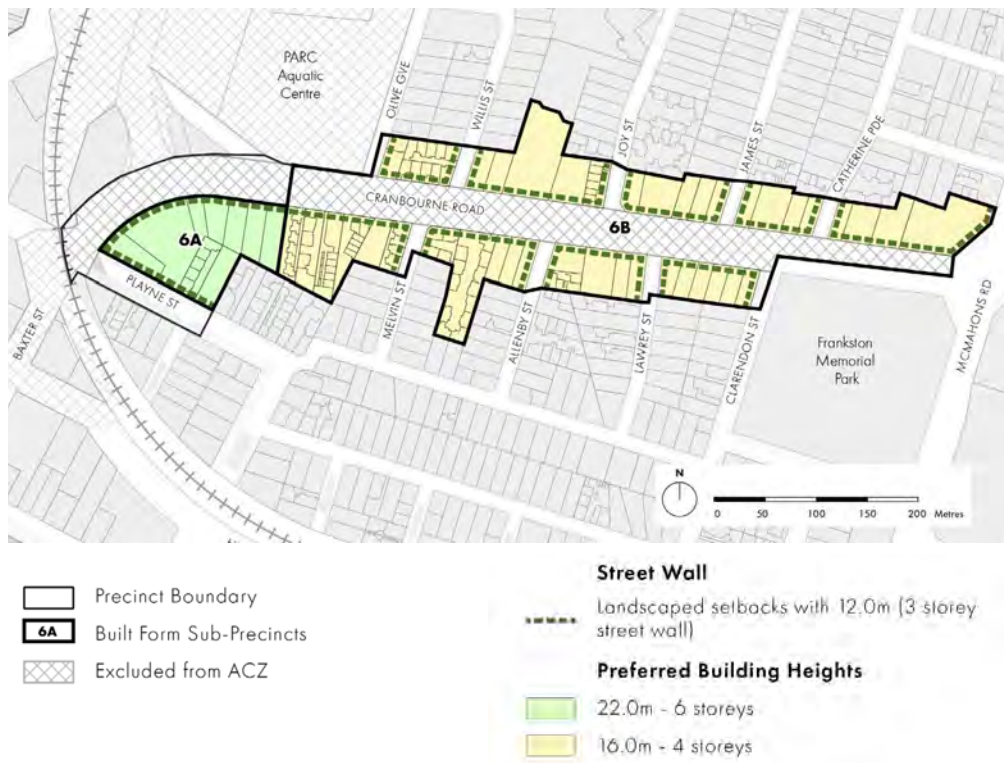 PARC
Aquatic
Centre
OLIVE GVE
WILLIS ST
JOY ST
JAMES ST
CATHERINE PDE
CRANBOURNE ROAD
6A
6B
PLAYNE ST
BAXTER ST
MELVIN ST
ALLENBY ST
LAWREY ST
CLARENDON ST
Frankston
Memorial
Park
MCMAHONS RD
N
0 50 100 150 200 Metres
Precinct Boundary
6A Built Form Sub-Precincts
Excluded from ACZ
Street Wall
Landscaped setbacks with 12.0m (3 storey
street wall)
Preferred Building Heights
22.0m - 6 storeys
16.0m - 4 storeys